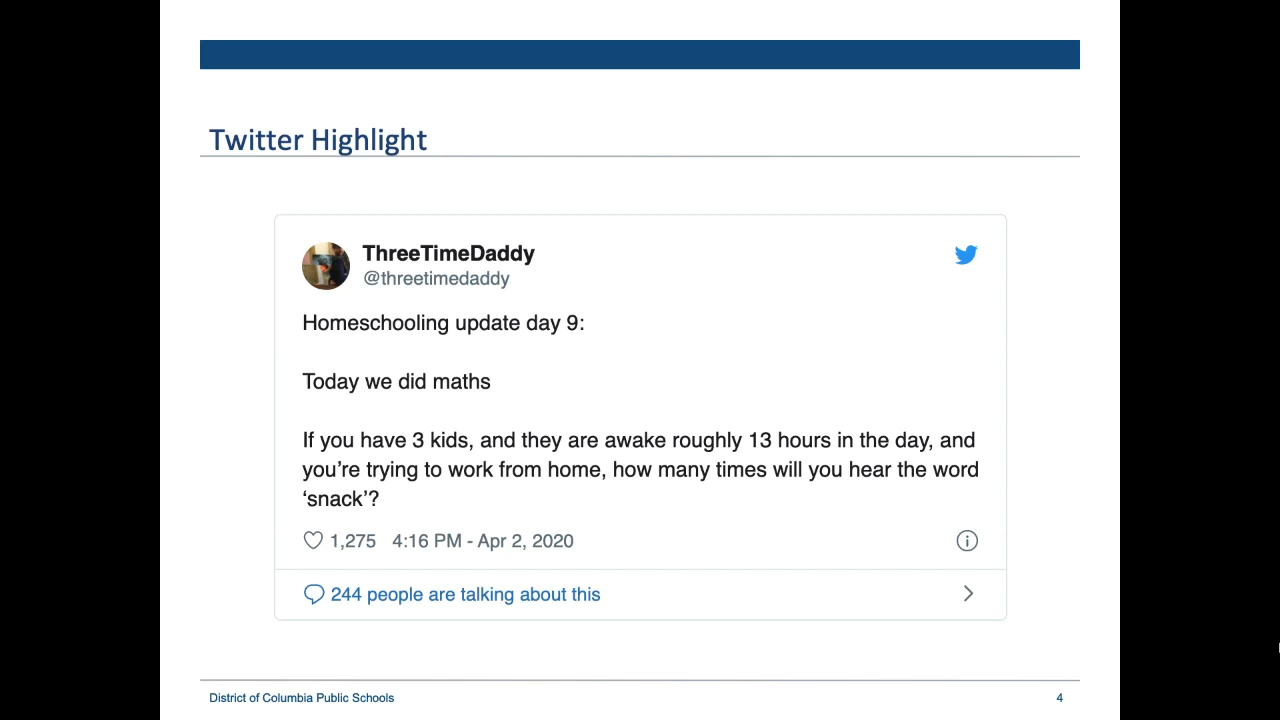 Twitter Highlight
ThreeTimeDaddy
@threetimedaddy
Homeschooling update day 9:
Today we did maths
If you have 3 kids, and they are awake roughly 13 hours in the day, and
you’re trying to work from home, how many times will you hear the word
‘snack’?
1,275 4:16 PM - Apr 2, 2020
244 people are talking about this
District of Columbia Public Schools 4